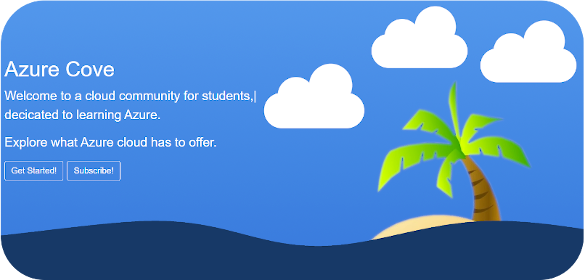 Azure Cove
Welcome to a cloud community for students,|
decicated to learning Azure.
Explore what Azure cloud has to offer.
Get Started! Subscribe!